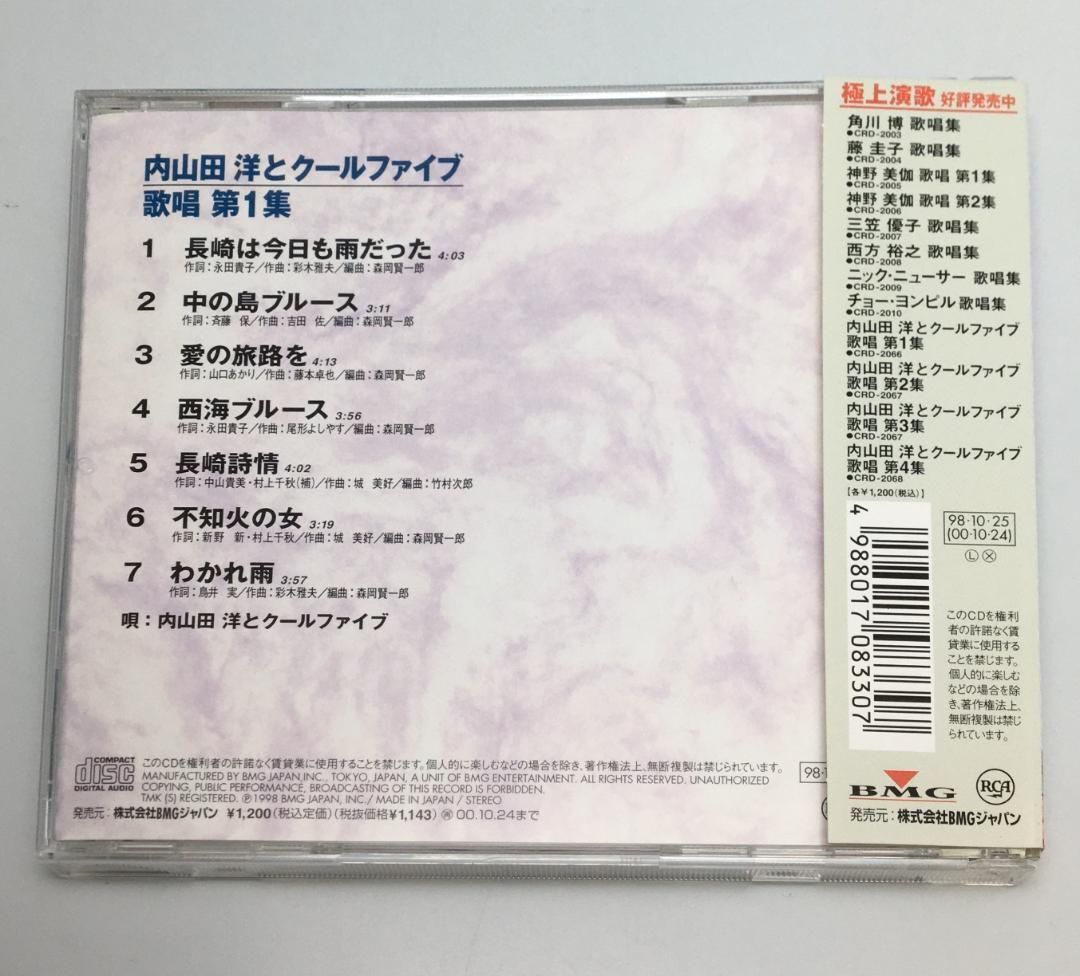 内山田 洋とクールファイブ
歌唱 第1集
1 長崎は今日も雨だった 4:03
作詞:永田貴子/作曲:彩木雅夫/編曲:森岡賢一郎
2 中の島ブルース 3:11
作詞:斉藤 保/作曲:吉田 佐/編曲:森岡賢一郎
3 愛の旅路を 4:13
作詞:山口あかり/作曲:藤本卓也/編曲:森岡賢一郎
4 西海ブルース 3:56
作詞:永田貴子/作曲:尾形よしやす/編曲:森岡賢一郎
5 長崎詩情 4:02
作詞:中山貴美・村上千秋(補)/作曲:城 美好/編曲:竹村次郎
6 不知火の女 3:19
作詞:新野 新・村上千秋/作曲:城 美好/編曲:森岡賢一郎
7 わかれ雨 3:57
作詞:鳥井 実/作曲:彩木雅夫/編曲:森岡賢一郎
唄:内山田 洋とクールファイブ
COMPACT
disc
DIGITAL AUDIO
このCDを権利者の許諾なく賃貸業に使用することを禁じます。個人的に楽しむなどの場合を除き、著作権法上、無断複製は禁じられています。
MANUFACTURED BY BMG JAPAN, INC., TOKYO, JAPAN, A UNIT OF BMG ENTERTAINMENT. ALL RIGHTS RESERVED. UNAUTHORIZED
COPYING, PUBLIC PERFORMANCE, BROADCASTING OF THIS RECORD IS FORBIDDEN.
TMK (S) REGISTERED. Ⓟ 1998 BMG JAPAN, INC./ MADE IN JAPAN / STEREO
発売元:株式会社BMGジャパン ¥1,200(税込定価)(税抜価格¥1,143) ㊢00.10.24まで
極上演歌 好評発売中
角川 博 歌唱集
●CRD-2003
藤 圭子 歌唱集
●CRD-2004
神野 美伽 歌唱 第1集
●CRD-2005
神野 美伽 歌唱 第2集
●CRD-2006
三笠 優子 歌唱集
●CRD-2007
西方 裕之 歌唱集
●CRD-2008
ニック・ニューサー 歌唱集
●CRD-2009
チョー・ヨンピル 歌唱集
●CRD-2010
内山田 洋とクールファイブ
歌唱 第1集
●CRD-2066
内山田 洋とクールファイブ
歌唱 第2集
●CRD-2067
内山田 洋とクールファイブ
歌唱 第3集
●CRD-2067
内山田 洋とクールファイブ
歌唱 第4集
●CRD-2068
【各¥1,200(税込)】
4 988017 083307
98・10・25
(00・10・24)
Ⓛ Ⓧ
このCDを権利
者の許諾なく賃
貸業に使用する
ことを禁じます。
個人的に楽しむ
などの場合を除
き、著作権法上、
無断複製は禁じ
られています。
BMG
RCA
発売元:株式会社BMGジャパン